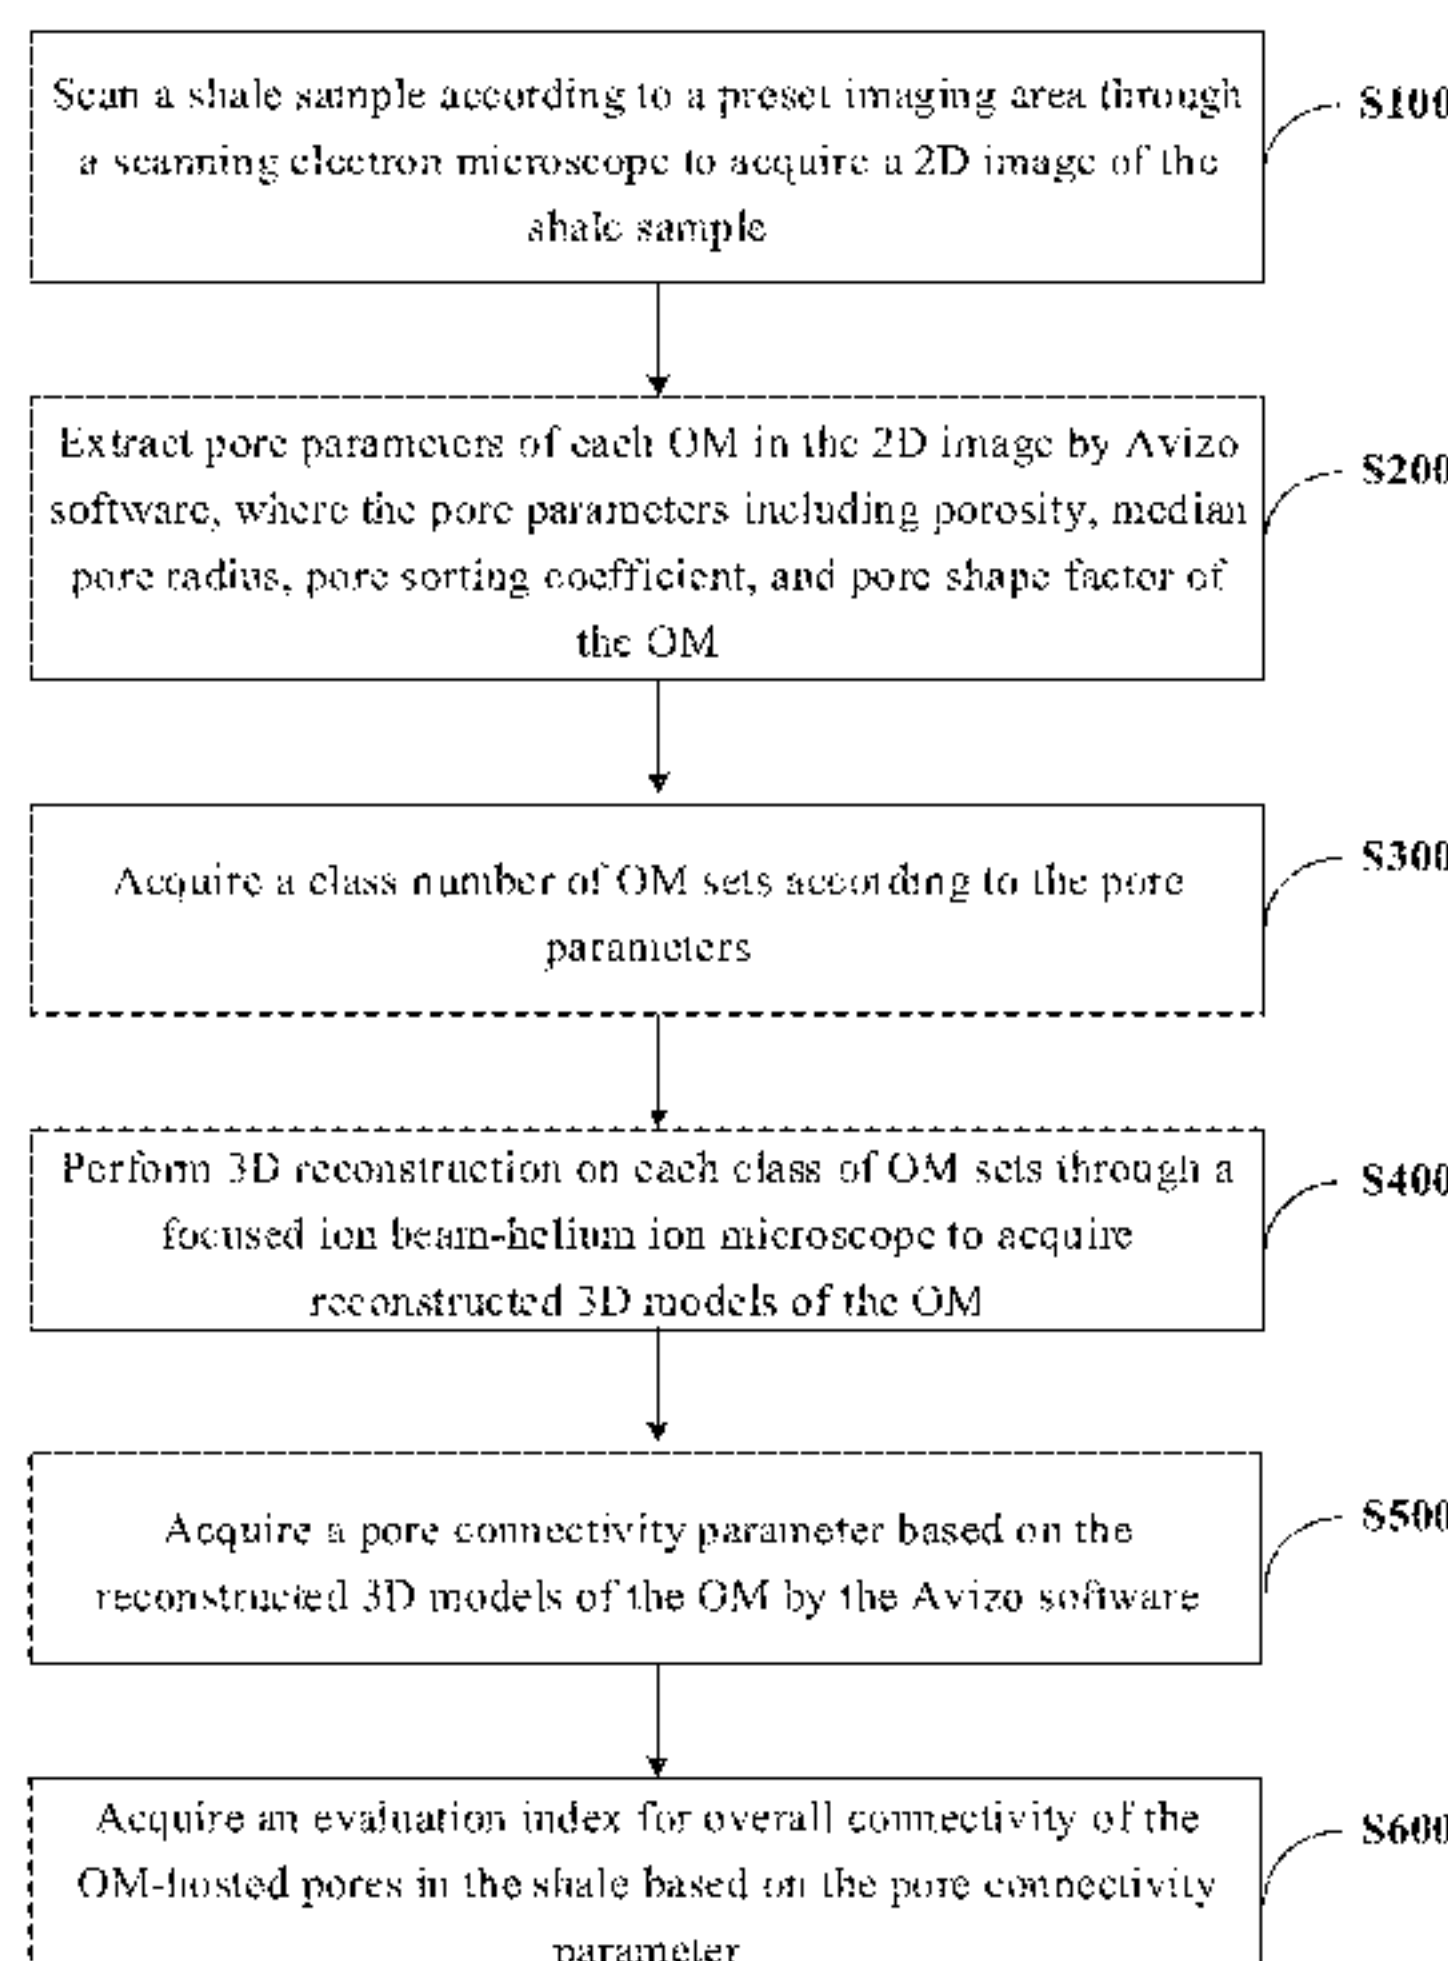 Scan a shale sample according to a preset imaging area through
a scanning electron microscope to acquire a 2D image of the
shale sample
S100
Extract pore parameters of each OM in the 2D image by Avizo
software, where the pore parameters including porosity, median
pore radius, pore sorting coefficient, and pore shape factor of
the OM
S200
Acquire a class number of OM sets according to the pore
parameters
S300
Perform 3D reconstruction on each class of OM sets through a
focused ion beam-helium ion microscope to acquire
reconstructed 3D models of the OM
S400
Acquire a pore connectivity parameter based on the
reconstructed 3D models of the OM by the Avizo software
S500
Acquire an evaluation index for overall connectivity of the
OM-hosted pores in the shale based on the pore connectivity
parameter
S600